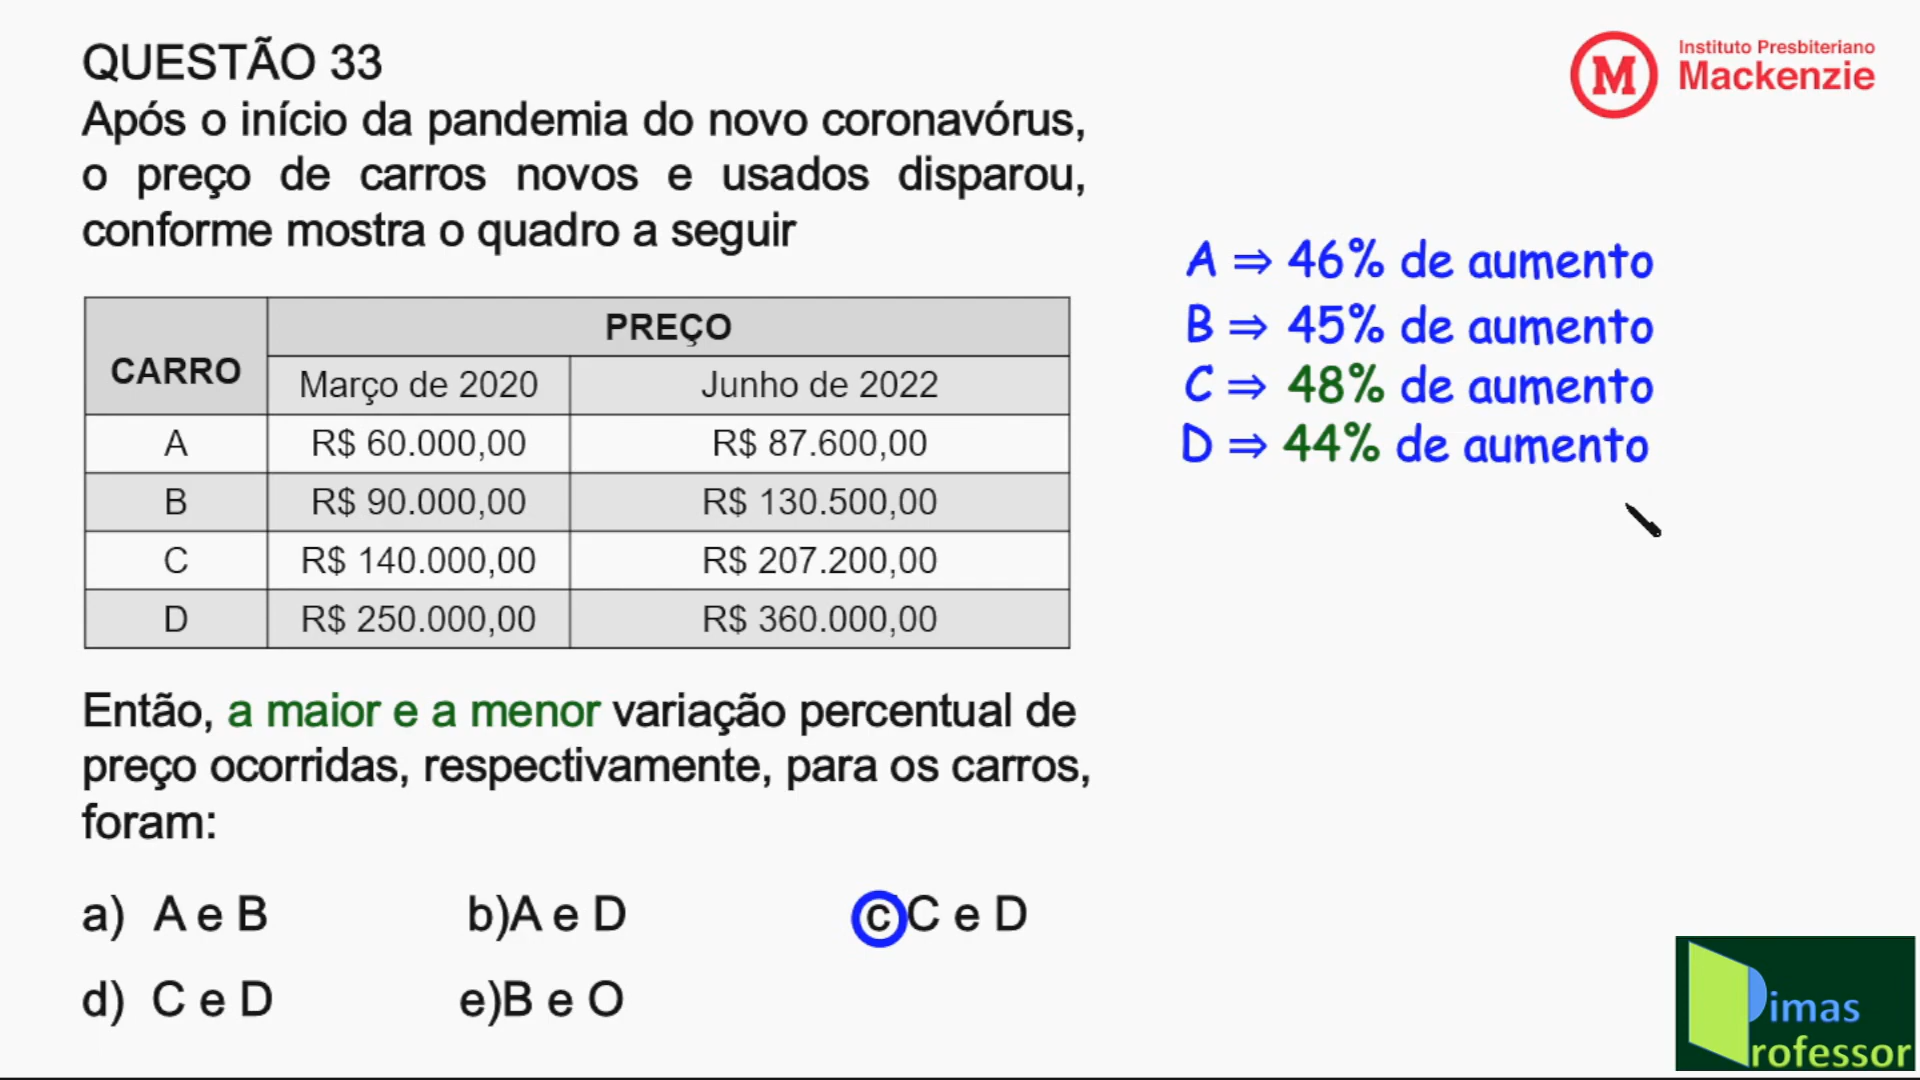 QUESTÃO 33
Após o início da pandemia do novo coronavórus,
o preço de carros novos e usados disparou,
conforme mostra o quadro a seguir
CARRO
PREÇO
Março de 2020 Junho de 2022
A R$ 60.000,00 R$ 87.600,00
B R$ 90.000,00 R$ 130.500,00
C R$ 140.000,00 R$ 207.200,00
D R$ 250.000,00 R$ 360.000,00
Então, a maior e a menor variação percentual de
preço ocorridas, respectivamente, para os carros,
foram:
a) A e B b)A e D c C e D
d) C e D e)B e O
M
Instituto Presbiteriano
Mackenzie
A ⇒ 46% de aumento
B ⇒ 45% de aumento
C ⇒ 48% de aumento
D ⇒ 44% de aumento
Dimas
rofessor